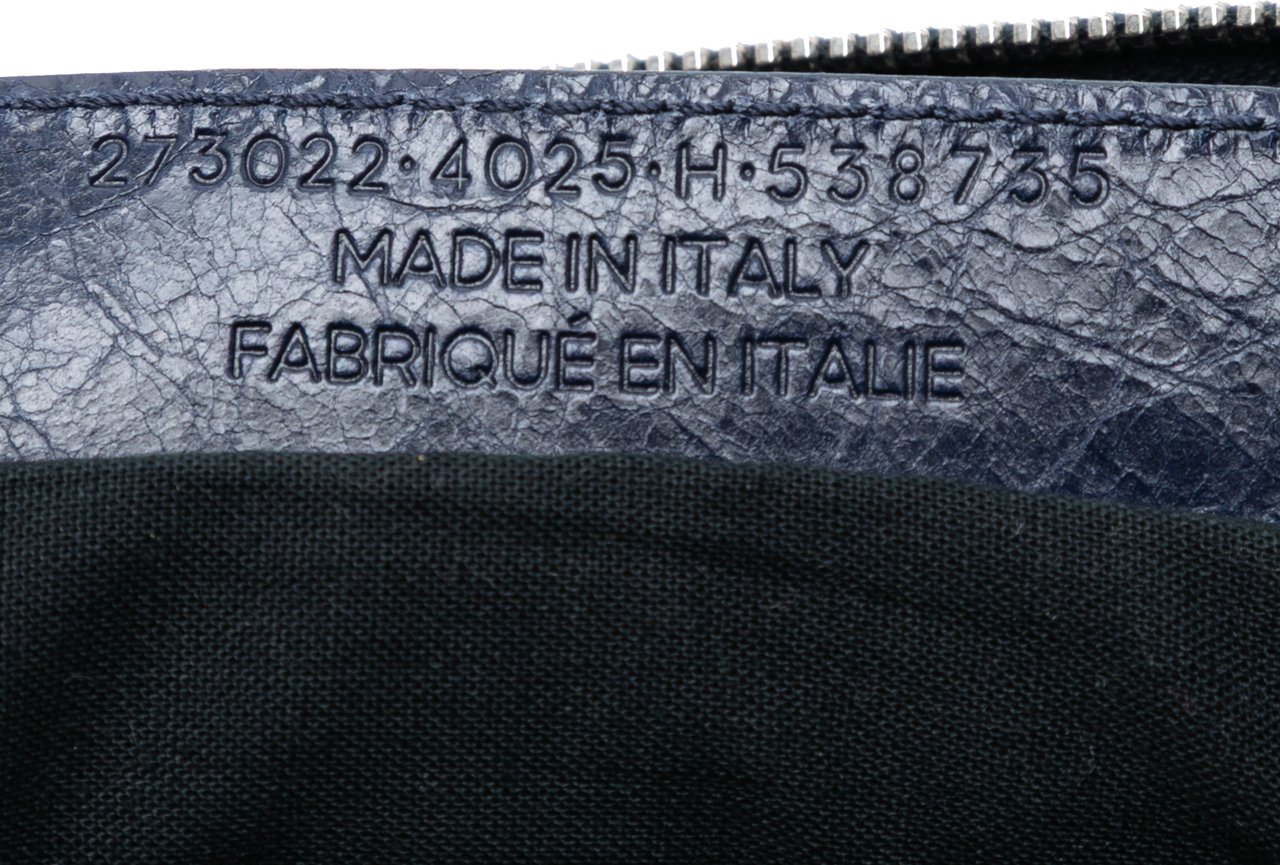 273022·4025·H·538735
MADE IN ITALY
FABRIQUÉ EN ITALIE